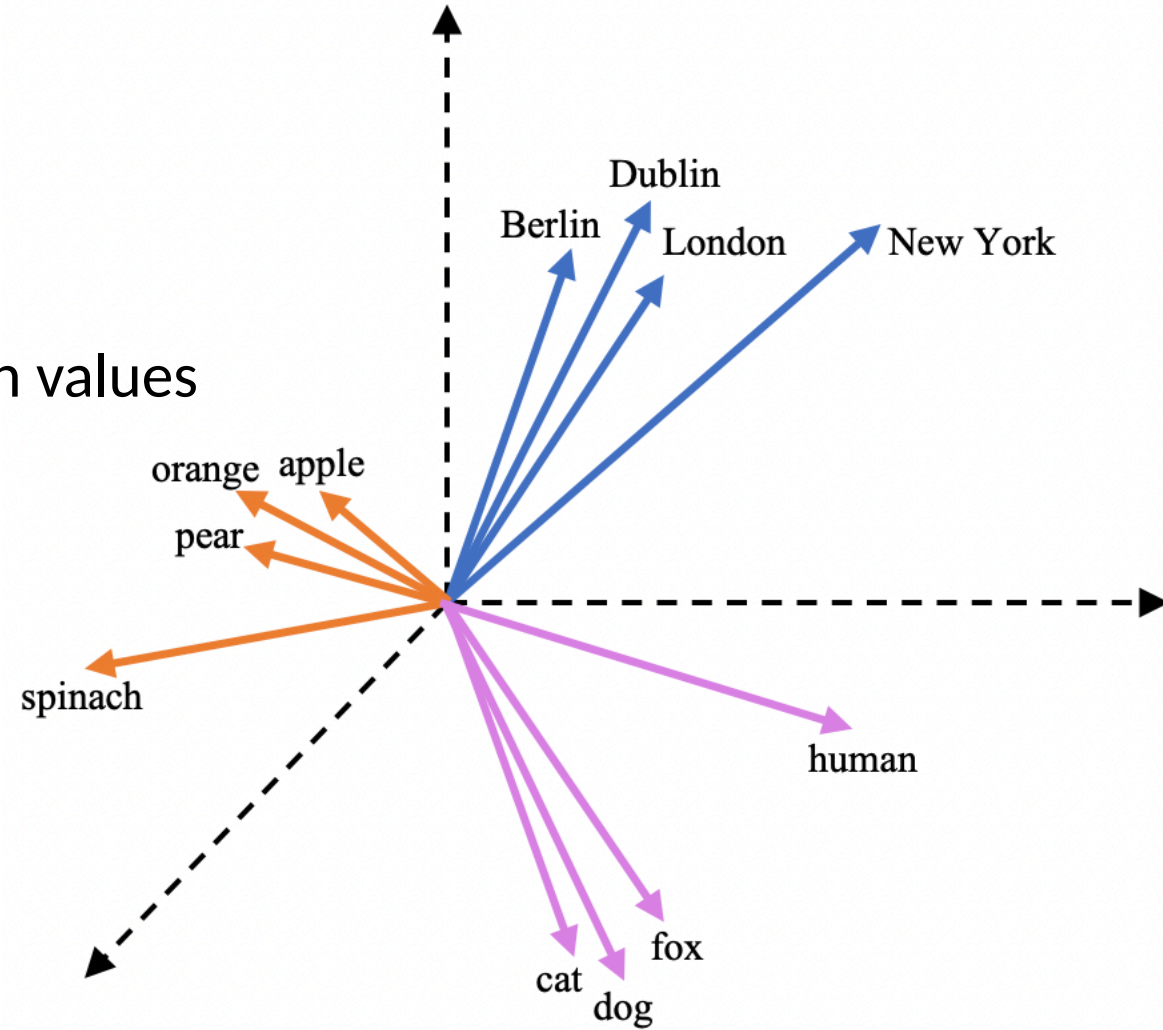 Dublin
Berlin
London
New York
values
orange
apple
pear
spinach
human
fox
cat
dog